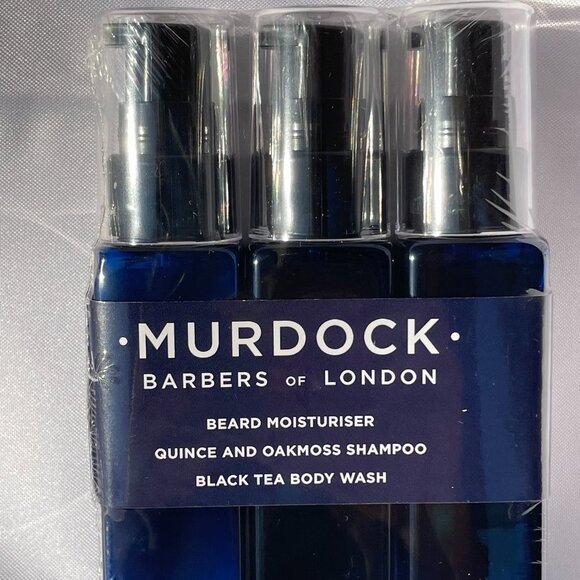 · MURDOCK ·
BARBERS OF LONDON
BEARD MOISTURISER
QUINCE AND OAKMOSS SHAMPOO
BLACK TEA BODY WASH